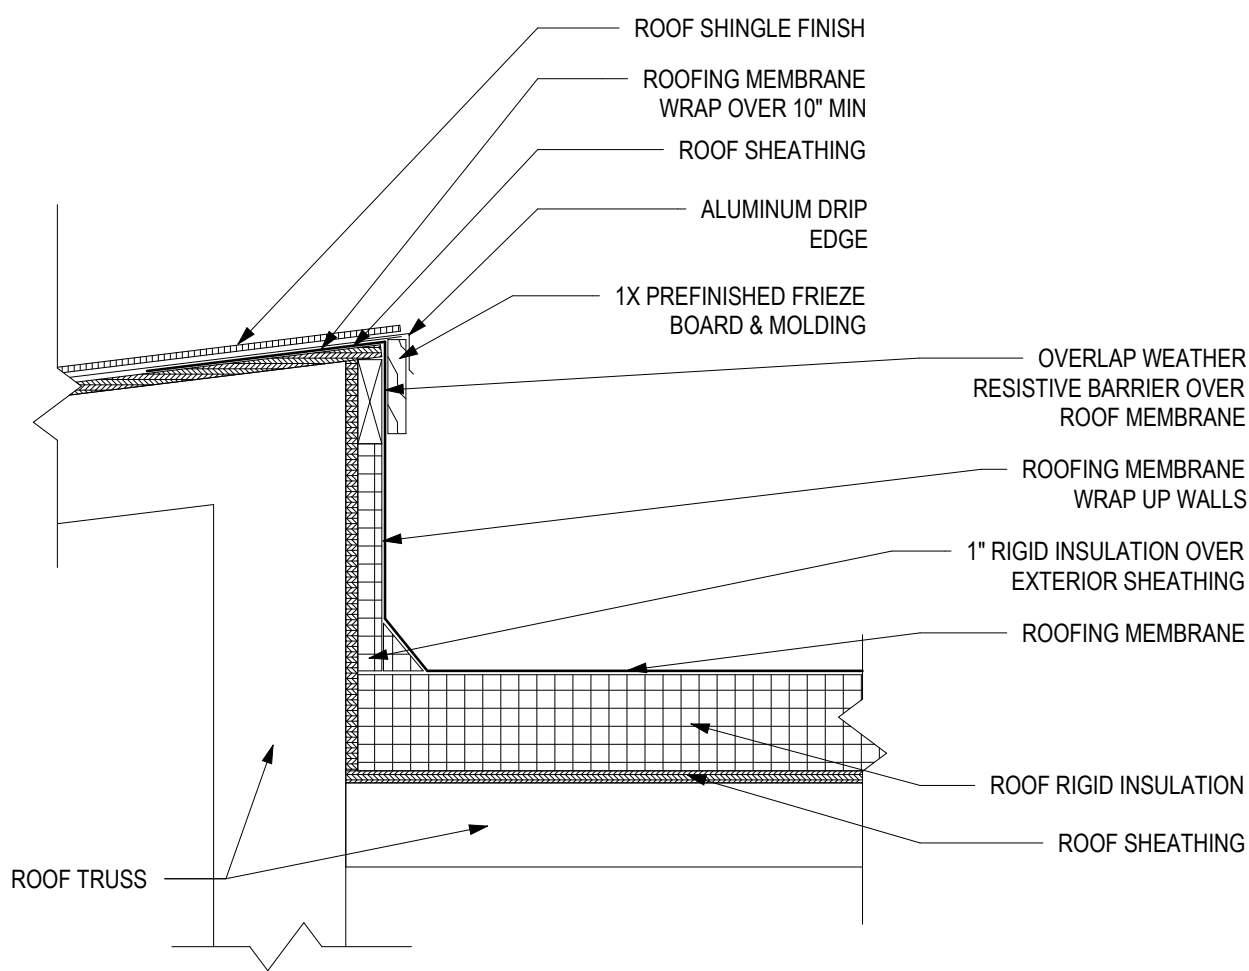 ROOF SHINGLE FINISH
ROOFING MEMBRANE
WRAP OVER 10" MIN
ROOF SHEATHING
ALUMINUM DRIP
EDGE
1X PREFINISHED FRIEZE
BOARD & MOLDING
OVERLAP WEATHER
RESISTIVE BARRIER OVER
ROOF MEMBRANE
ROOFING MEMBRANE
WRAP UP WALLS
1" RIGID INSULATION OVER
EXTERIOR SHEATHING
ROOFING MEMBRANE
ROOF RIGID INSULATION
ROOF SHEATHING
ROOF TRUSS